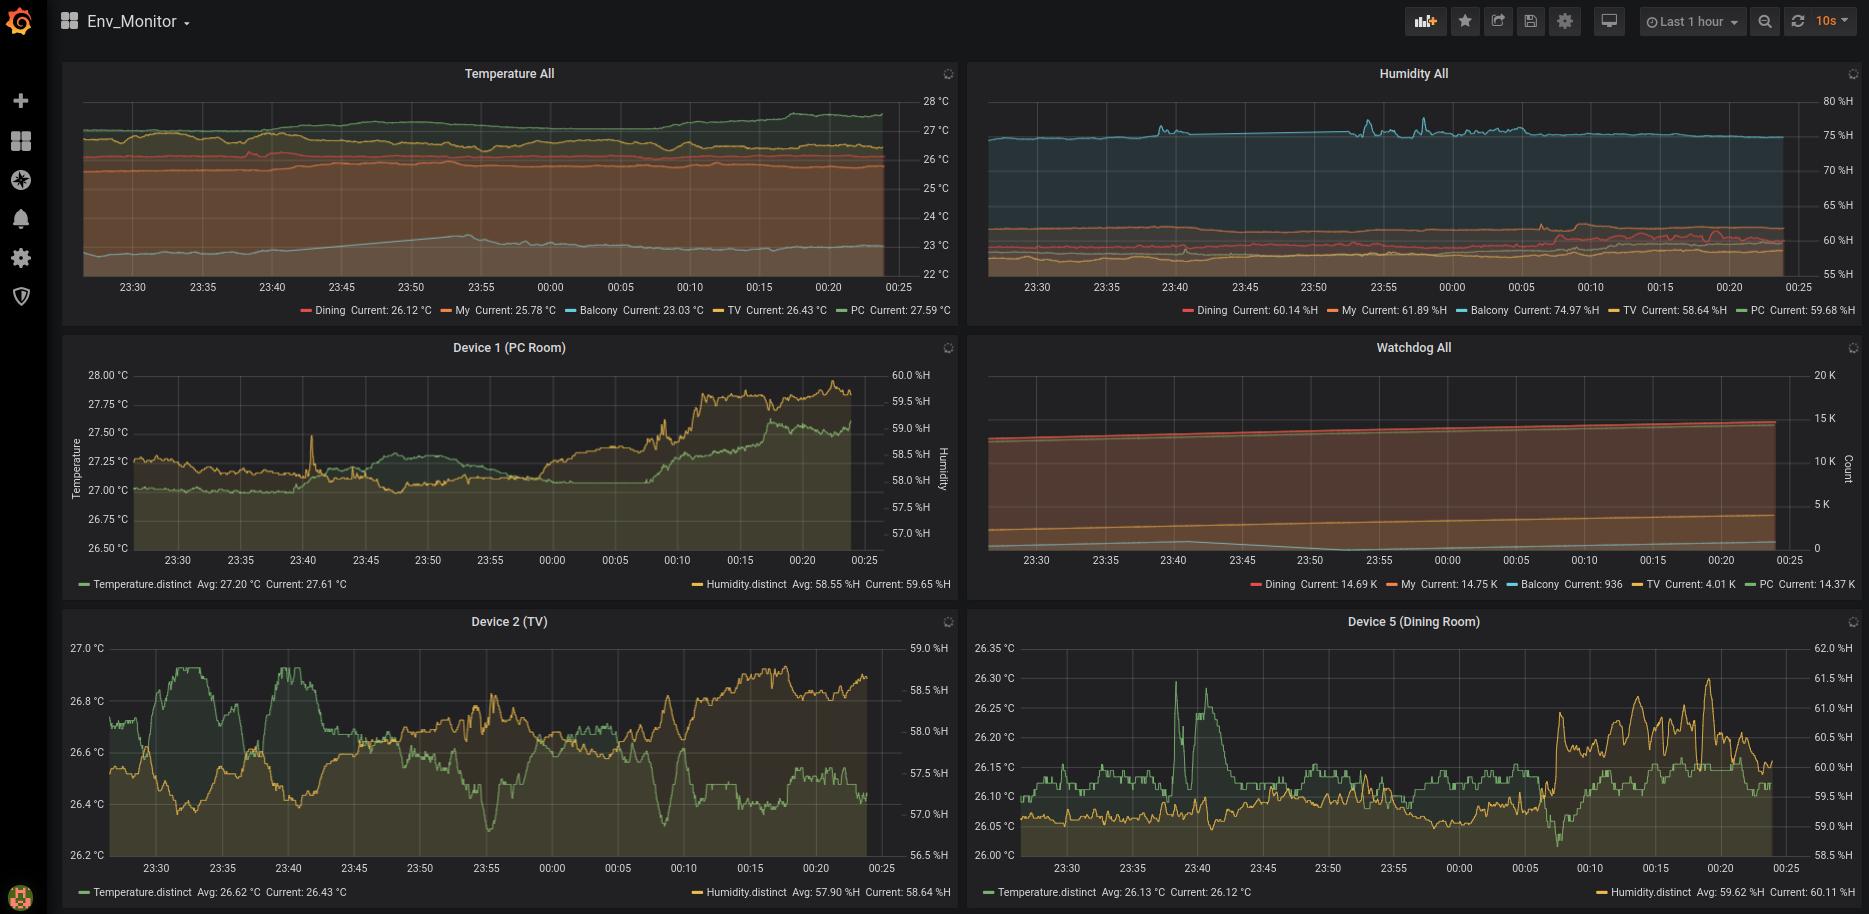 Env_Monitor
Last 1 hour
10s
Temperature All
28 °C
27 °C
26 °C
25 °C
24 °C
23 °C
22 °C
23:30 23:35 23:40 23:45 23:50 23:55 00:00 00:05 00:10 00:15 00:20 00:25
Dining Current: 26.12 °C My Current: 25.78 °C Balcony Current: 23.03 °C TV Current: 26.43 °C PC Current: 27.59 °C
Humidity All
80 %H
75 %H
70 %H
65 %H
60 %H
55 %H
23:30 23:35 23:40 23:45 23:50 23:55 00:00 00:05 00:10 00:15 00:20 00:25
Dining Current: 60.14 %H My Current: 61.89 %H Balcony Current: 74.97 %H TV Current: 58.64 %H PC Current: 59.68 %H
Device 1 (PC Room)
Temperature
28.00 °C
27.75 °C
27.50 °C
27.25 °C
27.00 °C
26.75 °C
26.50 °C
60.0 %H
59.5 %H
59.0 %H
58.5 %H
58.0 %H
57.5 %H
57.0 %H
Humidity
23:30 23:35 23:40 23:45 23:50 23:55 00:00 00:05 00:10 00:15 00:20 00:25
Temperature.distinct Avg: 27.20 °C Current: 27.61 °C
Humidity.distinct Avg: 58.55 %H Current: 59.65 %H
Watchdog All
20 K
15 K
10 K
5 K
0
Count
23:30 23:35 23:40 23:45 23:50 23:55 00:00 00:05 00:10 00:15 00:20 00:25
Dining Current: 14.69 K My Current: 14.75 K Balcony Current: 936 TV Current: 4.01 K PC Current: 14.37 K
Device 2 (TV)
27.0 °C
26.8 °C
26.6 °C
26.4 °C
26.2 °C
59.0 %H
58.5 %H
58.0 %H
57.5 %H
57.0 %H
56.5 %H
23:30 23:35 23:40 23:45 23:50 23:55 00:00 00:05 00:10 00:15 00:20 00:25
Temperature.distinct Avg: 26.62 °C Current: 26.43 °C
Humidity.distinct Avg: 57.90 %H Current: 58.64 %H
Device 5 (Dining Room)
26.35 °C
26.30 °C
26.25 °C
26.20 °C
26.15 °C
26.10 °C
26.05 °C
26.00 °C
62.0 %H
61.5 %H
61.0 %H
60.5 %H
60.0 %H
59.5 %H
59.0 %H
58.5 %H
23:30 23:35 23:40 23:45 23:50 23:55 00:00 00:05 00:10 00:15 00:20 00:25
Temperature.distinct Avg: 26.13 °C Current: 26.12 °C
Humidity.distinct Avg: 59.62 %H Current: 60.11 %H